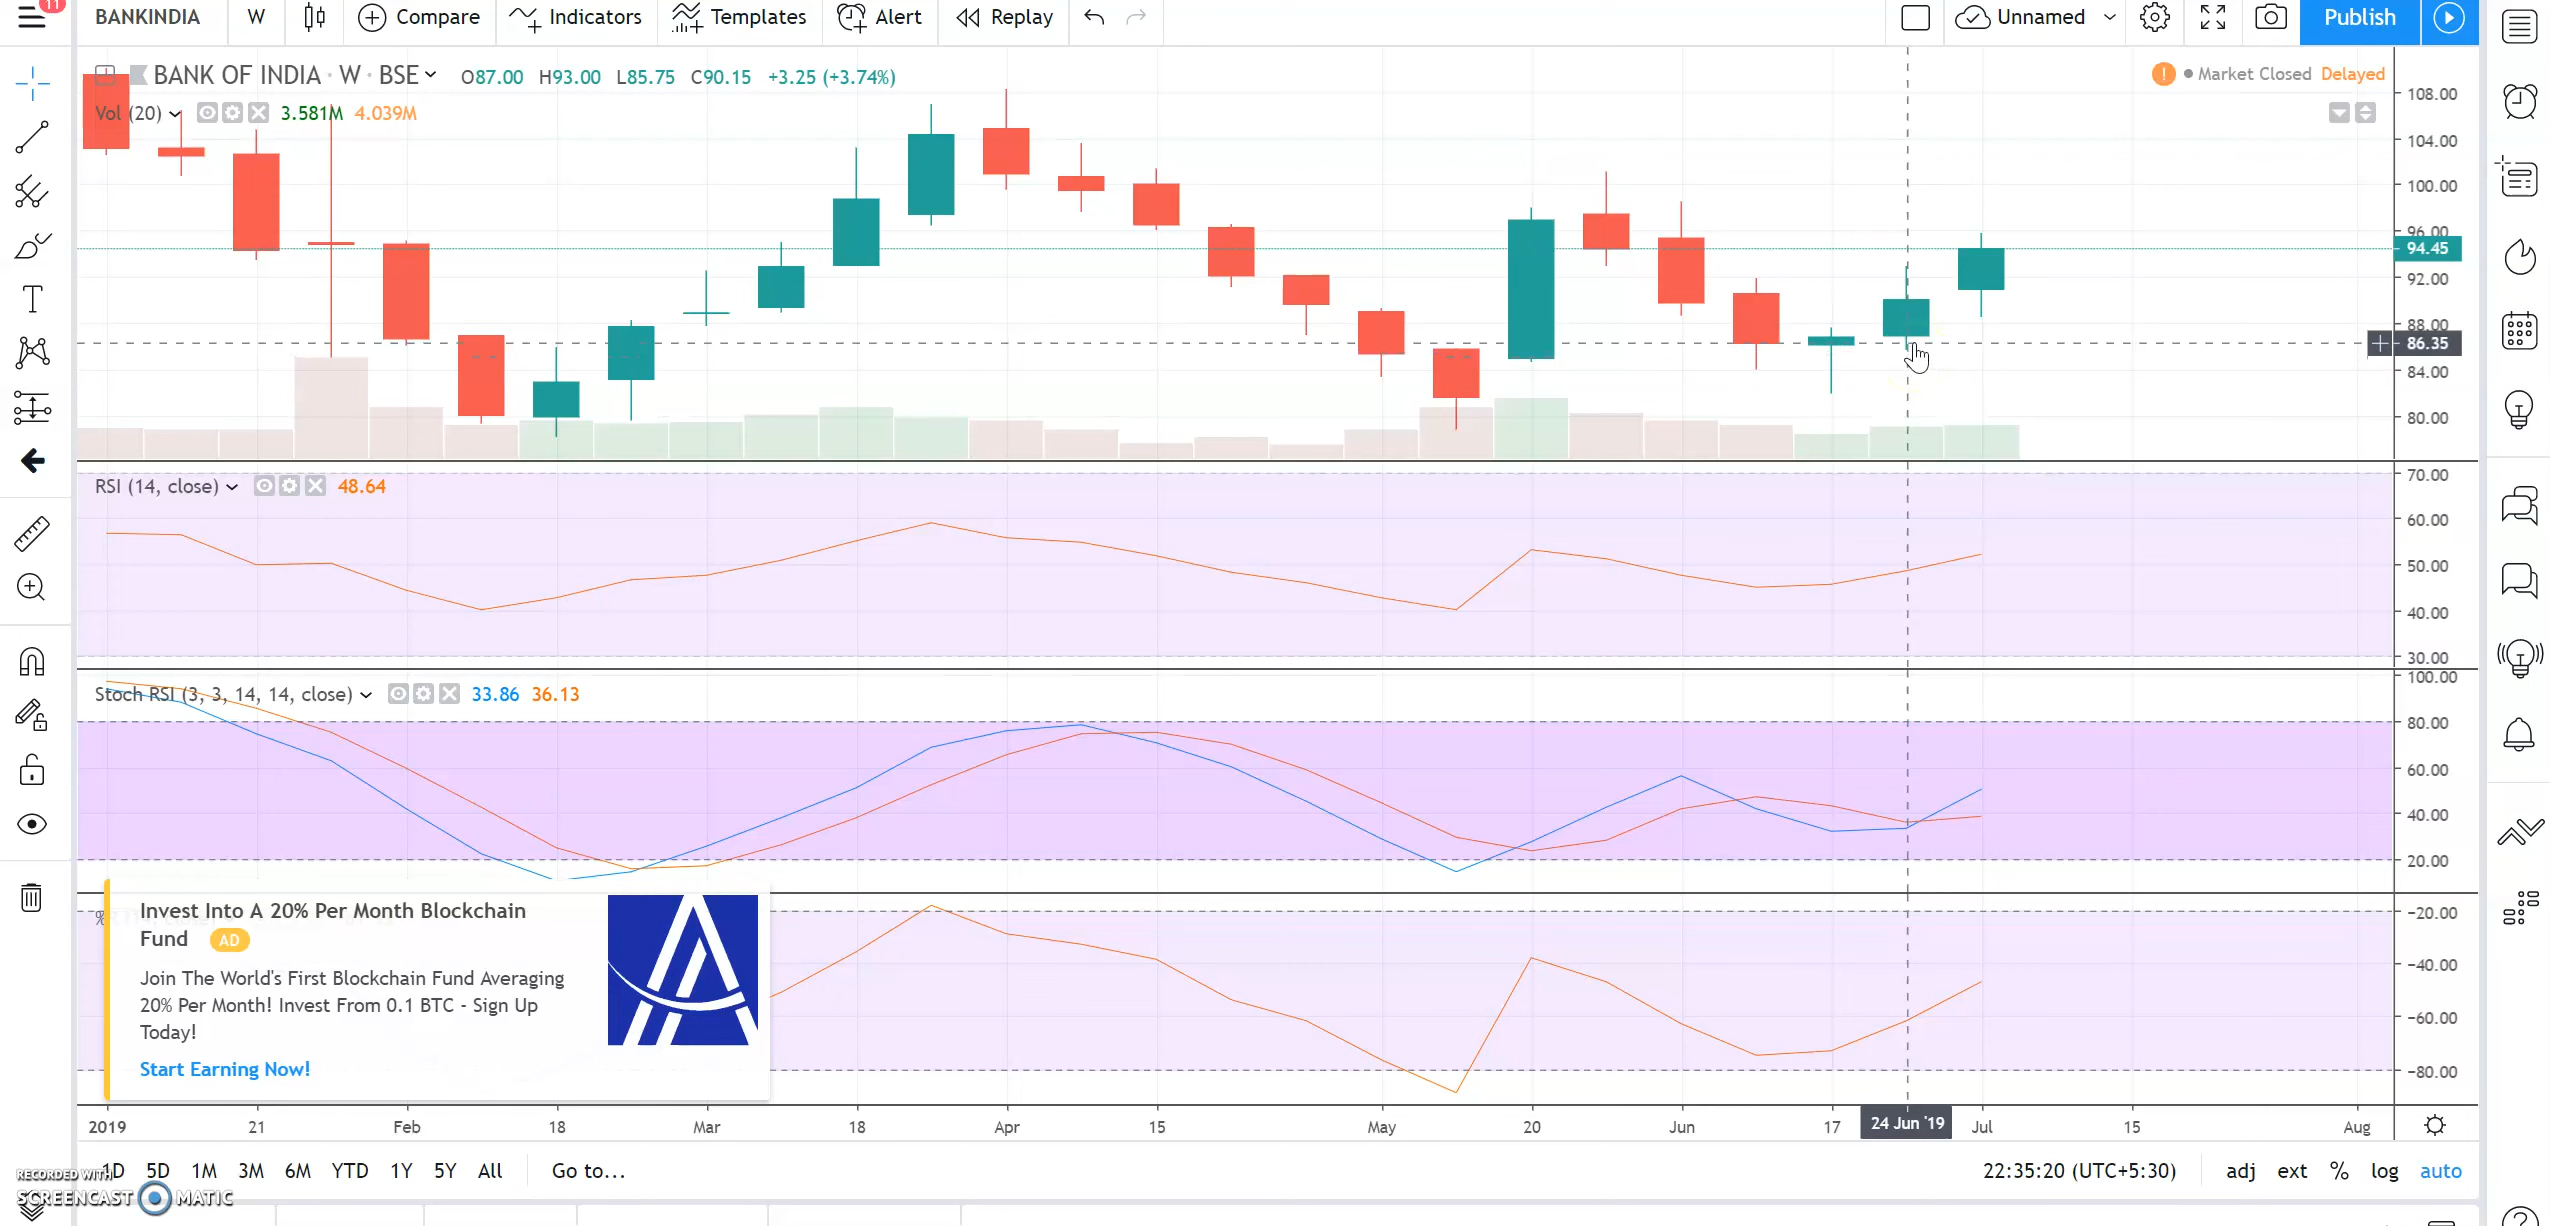 11
BANKINDIA W Compare Indicators Templates Alert Replay Unnamed Publish
BANK OF INDIA · W · BSE O87.00 H93.00 L85.75 C90.15 +3.25 (+3.74%)
Market Closed Delayed
Vol (20) 3.581M 4.039M
108.00
104.00
100.00
96.00
94.45
92.00
88.00
86.35
84.00
80.00
RSI (14, close) 48.64
70.00
60.00
50.00
40.00
30.00
Stoch RSI (3, 3, 14, 14, close) 33.86 36.13
100.00
80.00
60.00
40.00
20.00
Invest Into A 20% Per Month Blockchain
Fund AD
Join The World's First Blockchain Fund Averaging
20% Per Month! Invest From 0.1 BTC - Sign Up
Today!
Start Earning Now!
-20.00
-40.00
-60.00
-80.00
2019 21 Feb 18 Mar 18 Apr 15 May 20 Jun 17 24 Jun '19 Jul 15 Aug
1D 5D 1M 3M 6M YTD 1Y 5Y All Go to... 22:35:20 (UTC+5:30) adj ext % log auto
RECORDED WITH
SCREENCAST MATIC